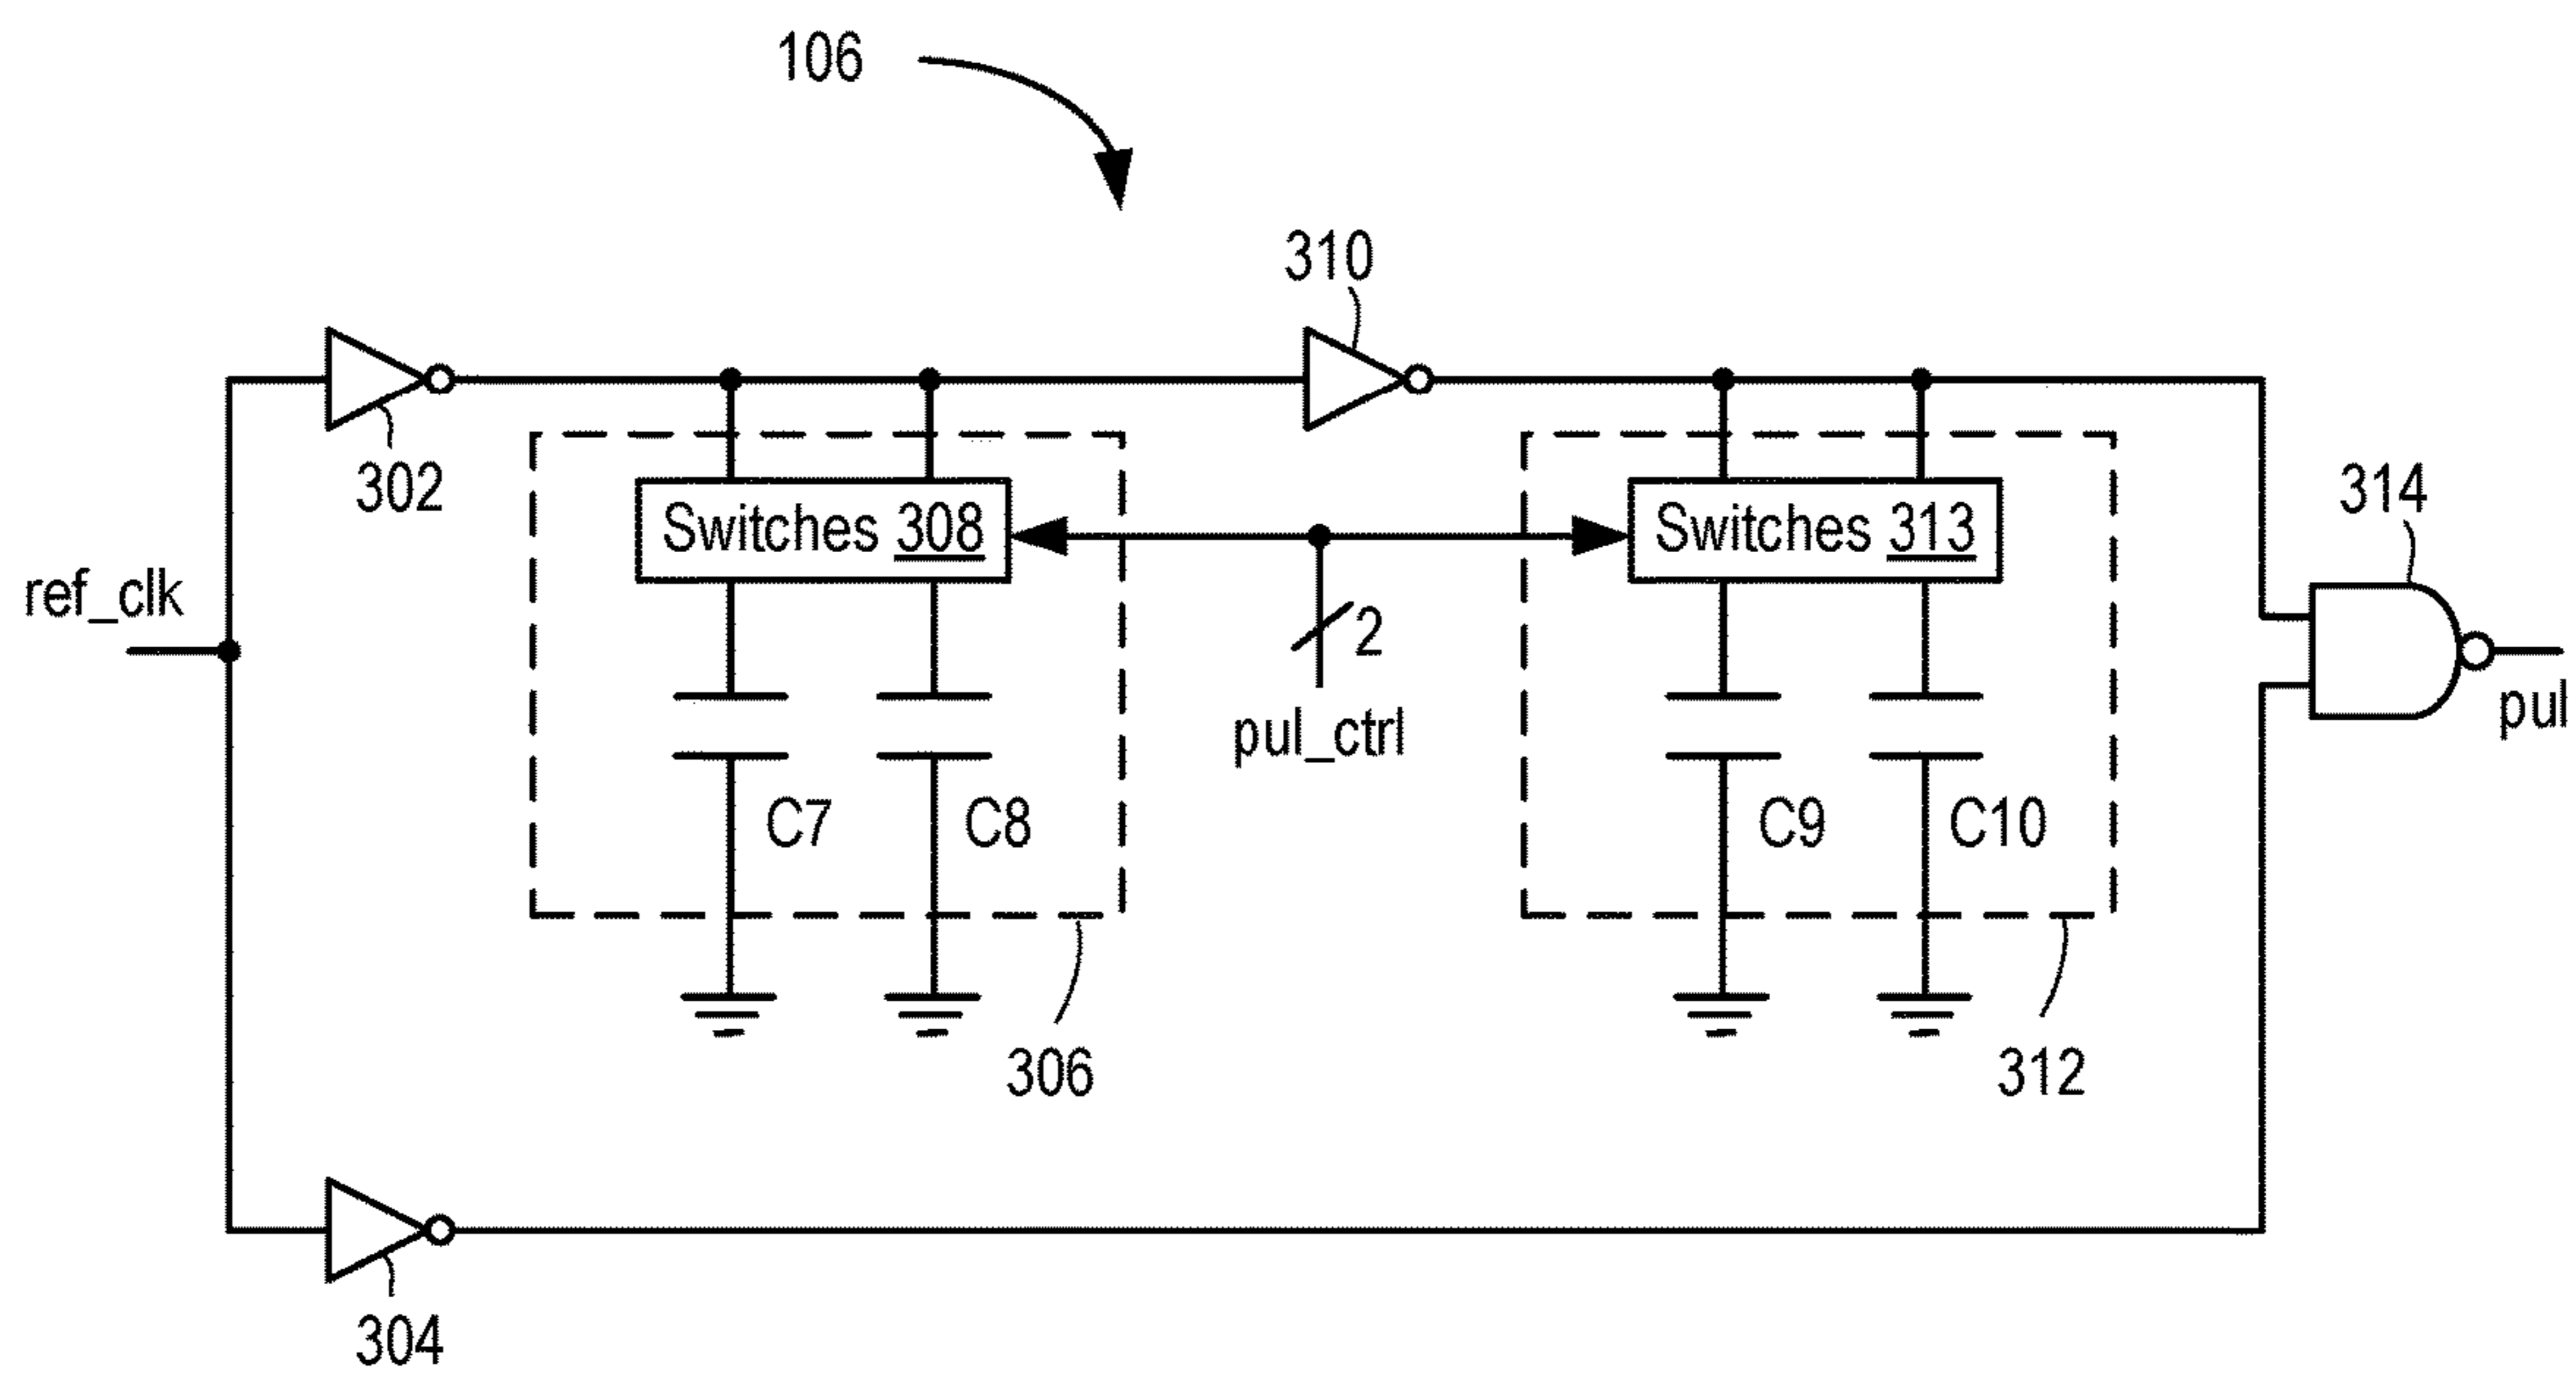 106
310
302
Switches 308
Switches 313
314
ref_clk
2
pul_ctrl
pul
C7
C8
C9
C10
306
312
304